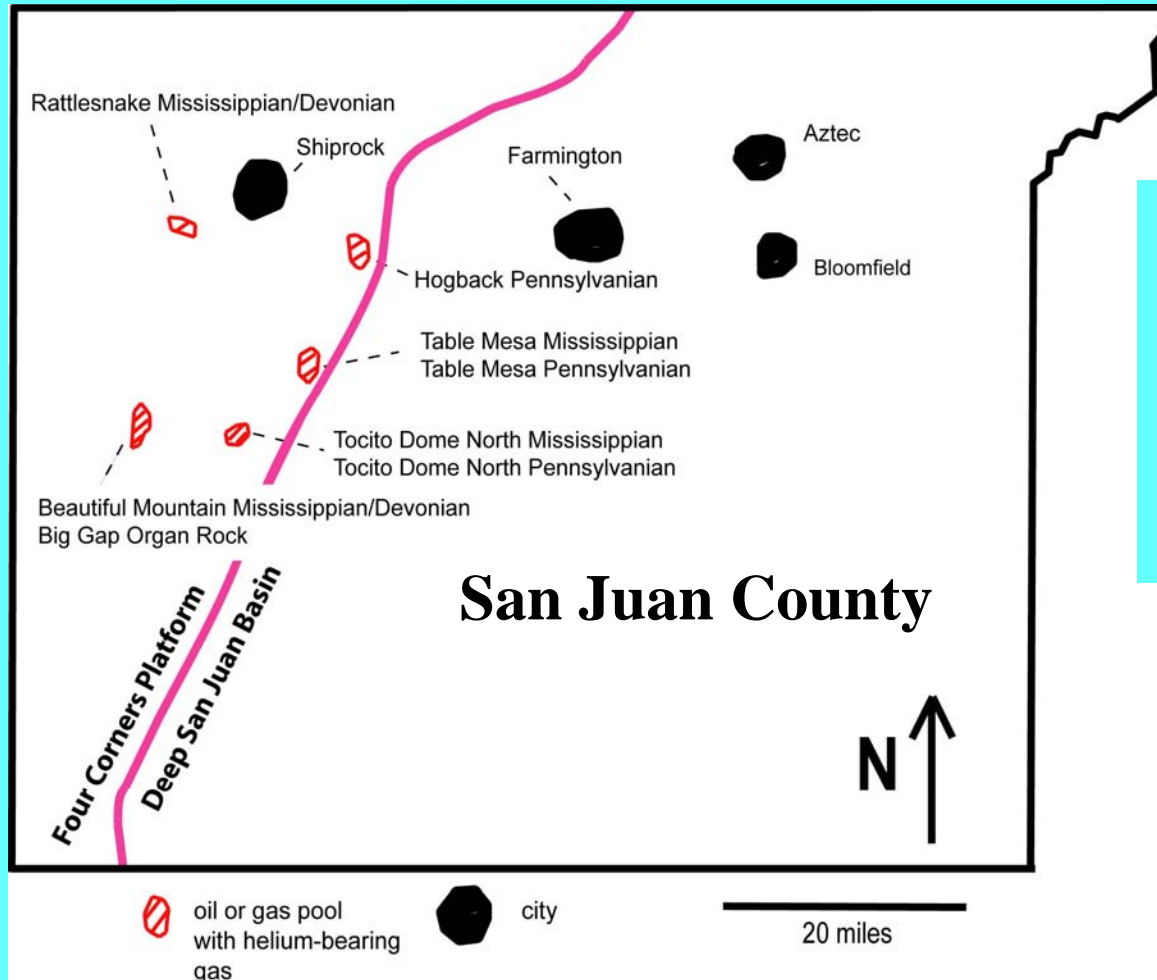 Rattlesnake Mississippian/Devonian
Shiprock
Farmington
Aztec
Bloomfield
Hogback Pennsylvanian
Table Mesa Mississippian
Table Mesa Pennsylvanian
Tocito Dome North Mississippian
Tocito Dome North Pennsylvanian
Beautiful Mountain Mississippian/Devonian
Big Gap Organ Rock
Four Corners Platform
Deep San Juan Basin
San Juan County
N
oil or gas pool
with helium-bearing
gas
city
20 miles